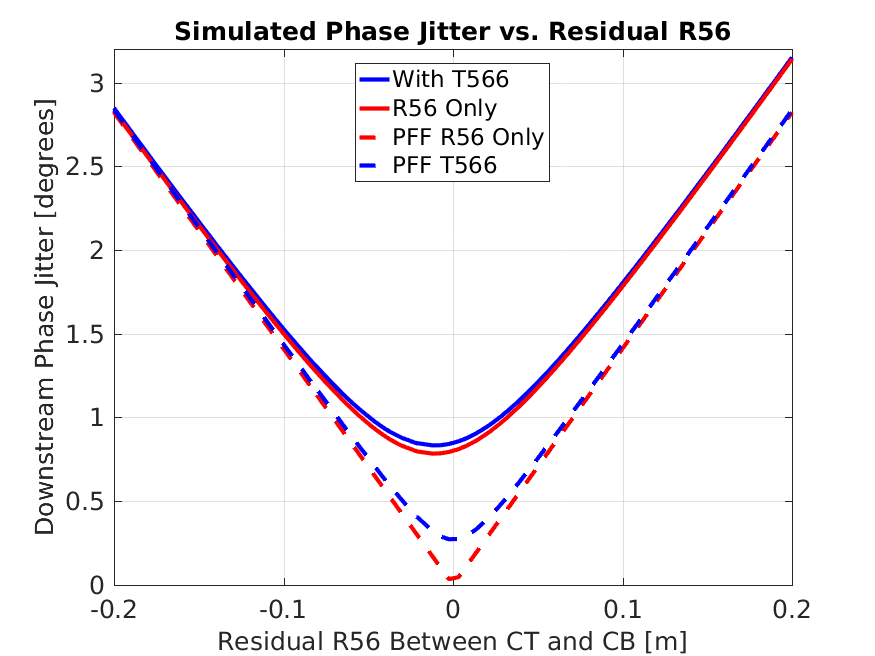 Simulated Phase Jitter vs. Residual R56
With T566
R56 Only
PFF R56 Only
PFF T566
Downstream Phase Jitter [degrees]
3
2.5
2
1.5
1
0.5
0
-0.2
-0.1
0
0.1
0.2
Residual R56 Between CT and CB [m]